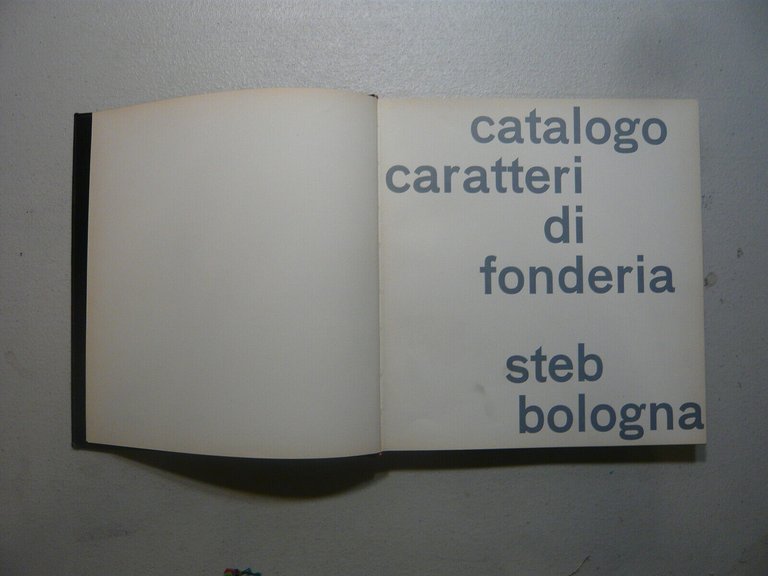 catalogo
caratteri
di
fonderia
steb
bologna